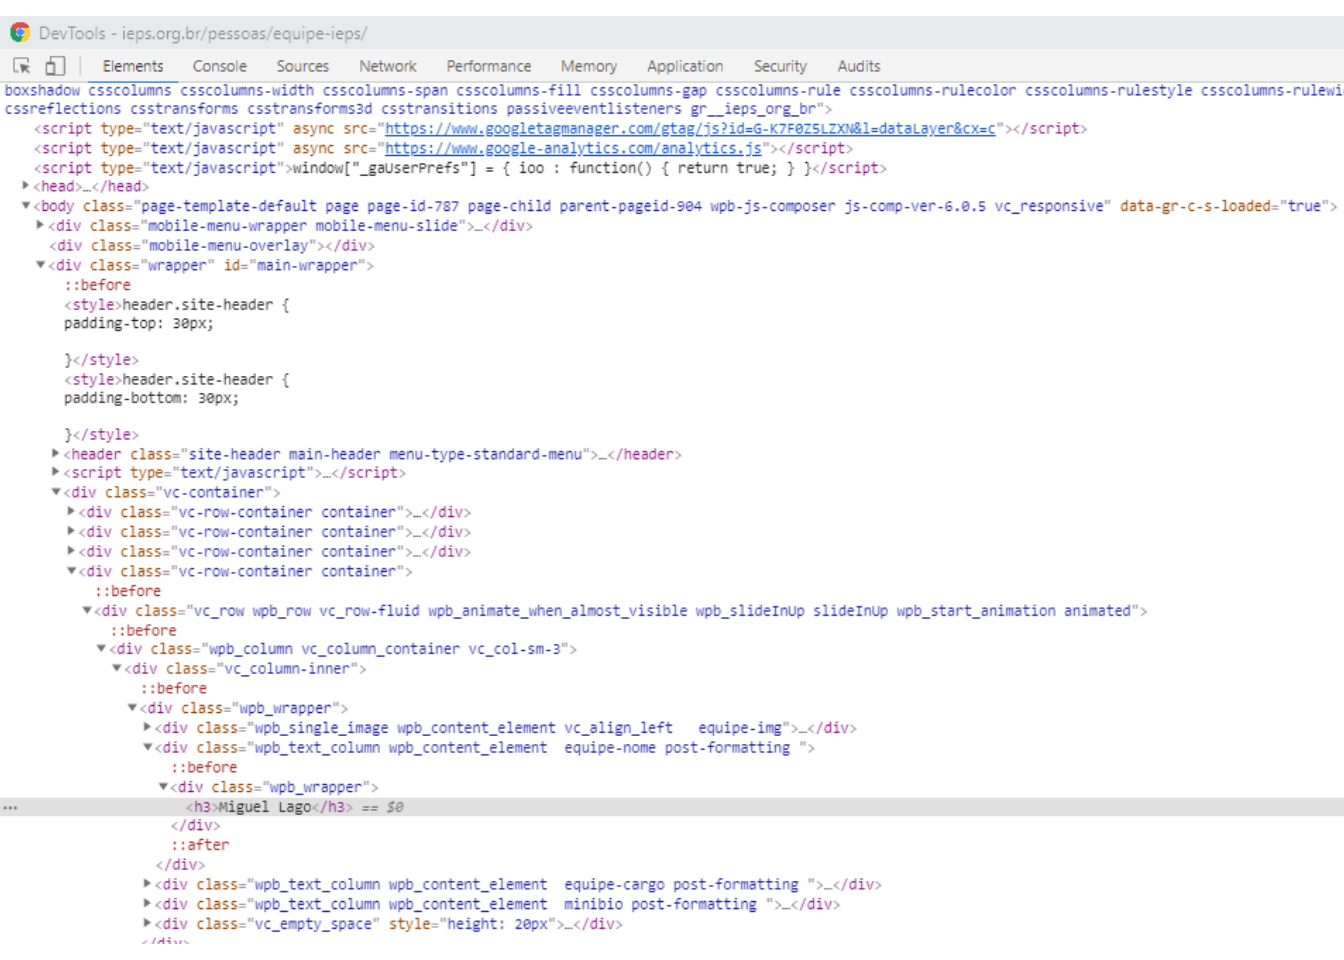 DevTools - ieps.org.br/pessoas/equipe-ieps/
Elements Console Sources Network Performance Memory Application Security Audits
boxshadow csscolumns csscolumns-width csscolumns-span csscolumns-fill csscolumns-gap csscolumns-rule csscolumns-rulecolor csscolumns-rulestyle csscolumns-rulewi
cssreflections csstransforms csstransforms3d csstransitions passiveeventlisteners gr__ieps_org_br">
<script type="text/javascript" async src="https://www.googletagmanager.com/gtag/js?id=G-K7F0Z5LZXN&l=dataLayer&cx=c"></script>
<script type="text/javascript" async src="https://www.google-analytics.com/analytics.js"></script>
<script type="text/javascript">window["_gaUserPrefs"] = { ioo : function() { return true; } }</script>
<head>…</head>
<body class="page-template-default page page-id-787 page-child parent-pageid-904 wpb-js-composer js-comp-ver-6.0.5 vc_responsive" data-gr-c-s-loaded="true">
<div class="mobile-menu-wrapper mobile-menu-slide">…</div>
<div class="mobile-menu-overlay"></div>
<div class="wrapper" id="main-wrapper">
::before
<style>header.site-header {
padding-top: 30px;
}</style>
<style>header.site-header {
padding-bottom: 30px;
}</style>
<header class="site-header main-header menu-type-standard-menu">…</header>
<script type="text/javascript">…</script>
<div class="vc-container">
<div class="vc-row-container container">…</div>
<div class="vc-row-container container">…</div>
<div class="vc-row-container container">…</div>
<div class="vc-row-container container">
::before
<div class="vc_row wpb_row vc_row-fluid wpb_animate_when_almost_visible wpb_slideInUp slideInUp wpb_start_animation animated">
::before
<div class="wpb_column vc_column_container vc_col-sm-3">
<div class="vc_column-inner">
::before
<div class="wpb_wrapper">
<div class="wpb_single_image wpb_content_element vc_align_left   equipe-img">…</div>
<div class="wpb_text_column wpb_content_element  equipe-nome post-formatting ">
::before
<div class="wpb_wrapper">
... <h3>Miguel Lago</h3> == $0
</div>
::after
</div>
<div class="wpb_text_column wpb_content_element  equipe-cargo post-formatting ">…</div>
<div class="wpb_text_column wpb_content_element  minibio post-formatting ">…</div>
<div class="vc_empty_space" style="height: 20px">…</div>
</div>